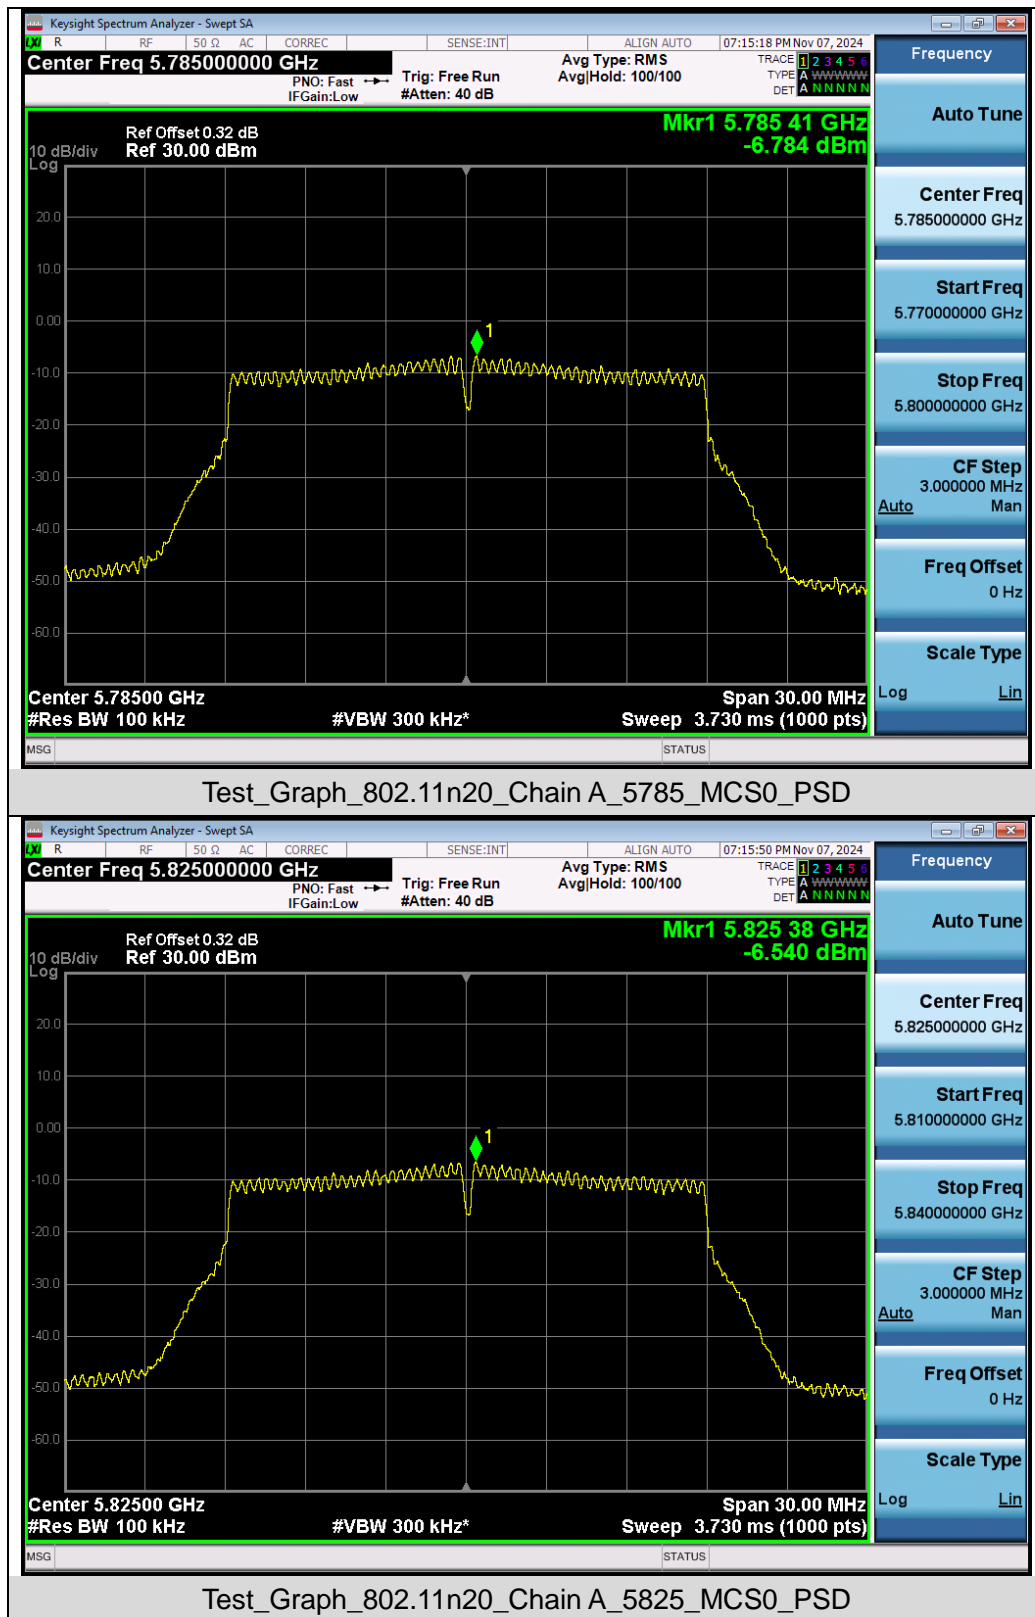 Keysight Spectrum Analyzer - Swept SA
LXI R RF 50 Ω AC CORREC SENSE:INT ALIGN AUTO 07:15:18 PM Nov 07, 2024
Center Freq 5.785000000 GHz
PNO: Fast
IFGain:Low
Trig: Free Run
#Atten: 40 dB
Avg Type: RMS
Avg|Hold: 100/100
TRACE 1 2 3 4 5 6
TYPE A WWWWW
DET A N N N N N
Mkr1 5.785 41 GHz
-6.784 dBm
Ref Offset 0.32 dB
10 dB/div Ref 30.00 dBm
Log
20.0
10.0
0.00
-10.0
-20.0
-30.0
-40.0
-50.0
-60.0
1
Center 5.78500 GHz Span 30.00 MHz
#Res BW 100 kHz #VBW 300 kHz* Sweep 3.730 ms (1000 pts)
MSG STATUS
Frequency
Auto Tune
Center Freq
5.785000000 GHz
Start Freq
5.770000000 GHz
Stop Freq
5.800000000 GHz
CF Step
3.000000 MHz
Auto Man
Freq Offset
0 Hz
Scale Type
Log Lin
Test_Graph_802.11n20_Chain A_5785_MCS0_PSD
Keysight Spectrum Analyzer - Swept SA
LXI R RF 50 Ω AC CORREC SENSE:INT ALIGN AUTO 07:15:50 PM Nov 07, 2024
Center Freq 5.825000000 GHz
PNO: Fast
IFGain:Low
Trig: Free Run
#Atten: 40 dB
Avg Type: RMS
Avg|Hold: 100/100
TRACE 1 2 3 4 5 6
TYPE A WWWWW
DET A N N N N N
Mkr1 5.825 38 GHz
-6.540 dBm
Ref Offset 0.32 dB
10 dB/div Ref 30.00 dBm
Log
20.0
10.0
0.00
-10.0
-20.0
-30.0
-40.0
-50.0
-60.0
1
Center 5.82500 GHz Span 30.00 MHz
#Res BW 100 kHz #VBW 300 kHz* Sweep 3.730 ms (1000 pts)
MSG STATUS
Frequency
Auto Tune
Center Freq
5.825000000 GHz
Start Freq
5.810000000 GHz
Stop Freq
5.840000000 GHz
CF Step
3.000000 MHz
Auto Man
Freq Offset
0 Hz
Scale Type
Log Lin
Test_Graph_802.11n20_Chain A_5825_MCS0_PSD